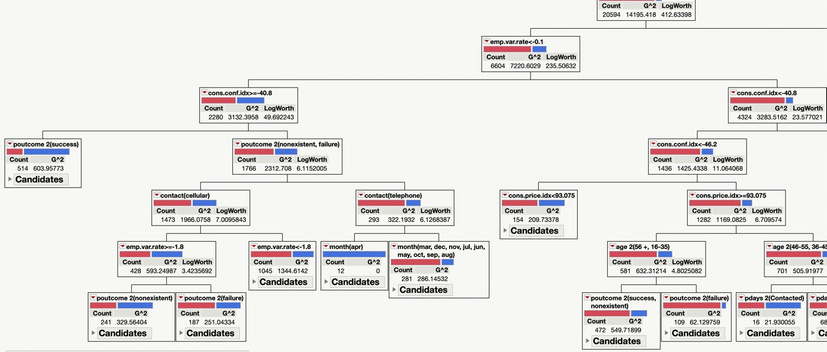 Count G^2 LogWorth
20594 14195.418 412.63398
emp.var.rate<-0.1
Count G^2 LogWorth
6604 7220.6029 235.50632
cons.conf.idx>=-40.8
Count G^2 LogWorth
2280 3132.3958 49.692243
cons.conf.idx<-40.8
Count G^2 LogWorth
4324 3283.5162 23.577021
poutcome 2(success)
Count G^2
514 603.95773
Candidates
poutcome 2(nonexistent, failure)
Count G^2 LogWorth
1766 2312.708 6.1152005
cons.conf.idx<-46.2
Count G^2 LogWorth
1436 1425.4338 11.064068
contact(cellular)
Count G^2 LogWorth
1473 1966.0758 7.0095843
contact(telephone)
Count G^2 LogWorth
293 322.1932 6.1268387
cons.price.idx<93.075
Count G^2
154 209.73378
Candidates
cons.price.idx>=93.075
Count G^2 LogWorth
1282 1169.0825 6.709574
emp.var.rate>=-1.8
Count G^2 LogWorth
428 593.24987 3.4235692
emp.var.rate<-1.8
Count G^2
1045 1344.6142
Candidates
month(apr)
Count G^2
12 0
Candidates
month(mar, dec, nov, jul, jun,
may, oct, sep, aug)
Count G^2
281 286.14532
Candidates
age 2(56 +, 16-35)
Count G^2 LogWorth
581 632.31214 4.8025082
age 2(46-55, 36-4
Count G^2 LogW
701 505.91977
poutcome 2(nonexistent)
Count G^2
241 329.56404
Candidates
poutcome 2(failure)
Count G^2
187 251.04334
Candidates
poutcome 2(success,
nonexistent)
Count G^2
472 549.71899
Candidates
poutcome 2(failure)
Count G^2
109 62.129759
Candidates
pdays 2(Contacted)
Count G^2
16 21.930055
Candidates